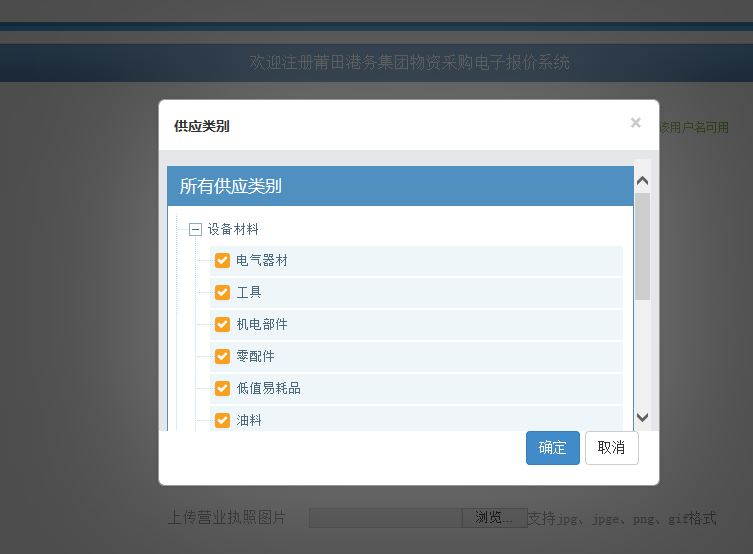 欢迎注册莆田港务集团物资采购电子报价系统
供应类别
×
该用户名可用
所有供应类别
设备材料
电气器材
工具
机电部件
零配件
低值易耗品
油料
确定 取消
上传营业执照图片 浏览... 支持jpg、jpge、png、gif格式